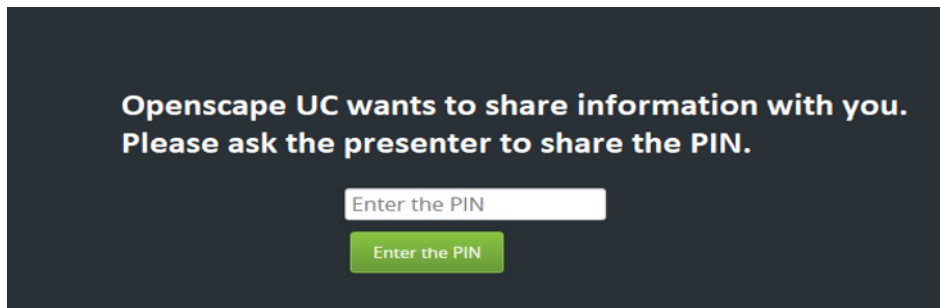 Openscape UC wants to share information with you.
Please ask the presenter to share the PIN.
Enter the PIN
Enter the PIN